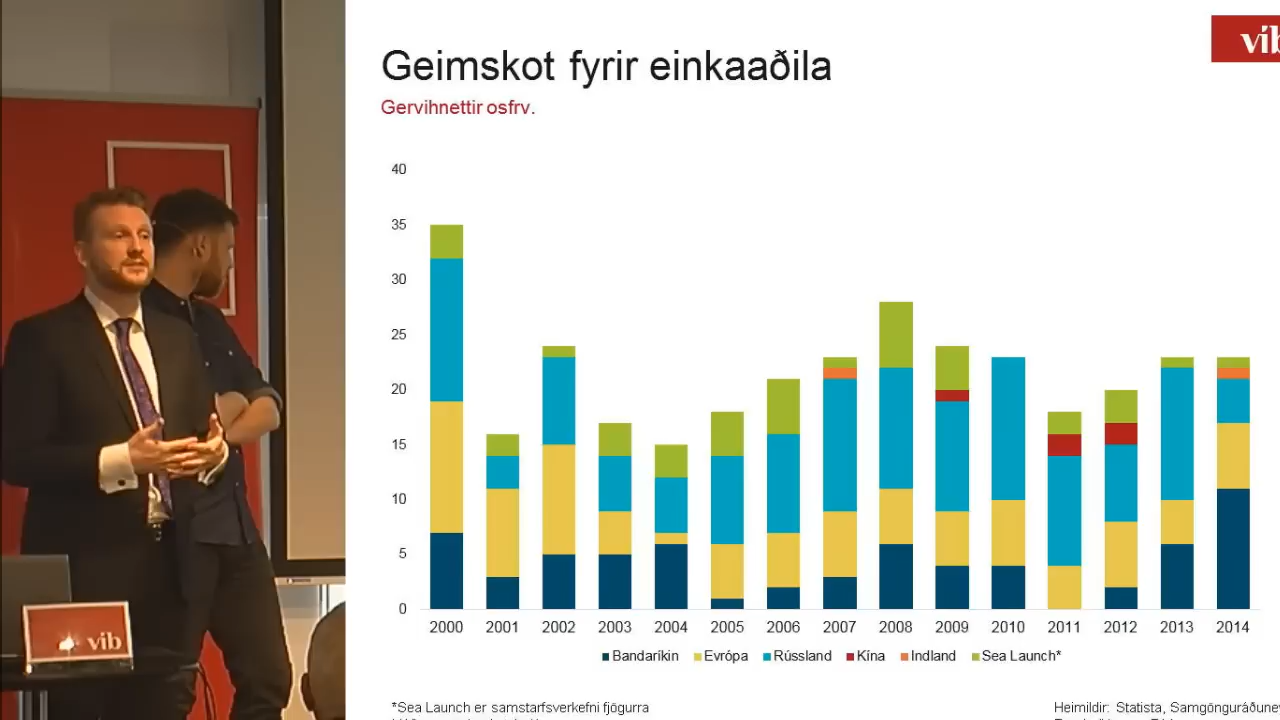 Geimskot fyrir einkaaðila
Gervihnettir osfrv.
40
35
30
25
20
15
10
5
0
2000 2001 2002 2003 2004 2005 2006 2007 2008 2009 2010 2011 2012 2013 2014
Bandaríkin Evrópa Rússland Kína Indland Sea Launch*
*Sea Launch er samstarfsverkefni fjögurra
Heimildir: Statista, Samgönguráðune
víb